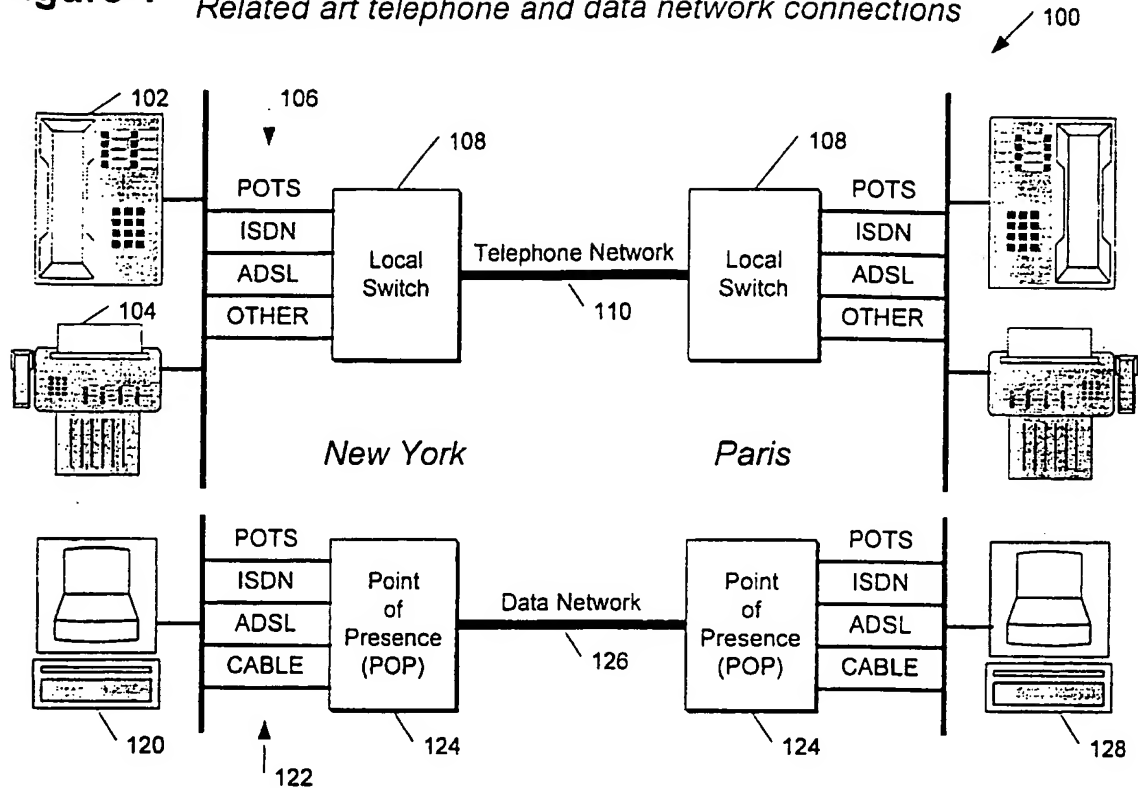 Related art telephone and data network connections
100
102
106
108
108
POTS
ISDN
ADSL
OTHER
Local
Switch
Telephone Network
110
Local
Switch
POTS
ISDN
ADSL
OTHER
104
New York
Paris
POTS
ISDN
ADSL
CABLE
Point
of
Presence
(POP)
Data Network
126
Point
of
Presence
(POP)
POTS
ISDN
ADSL
CABLE
120
122
124
124
128